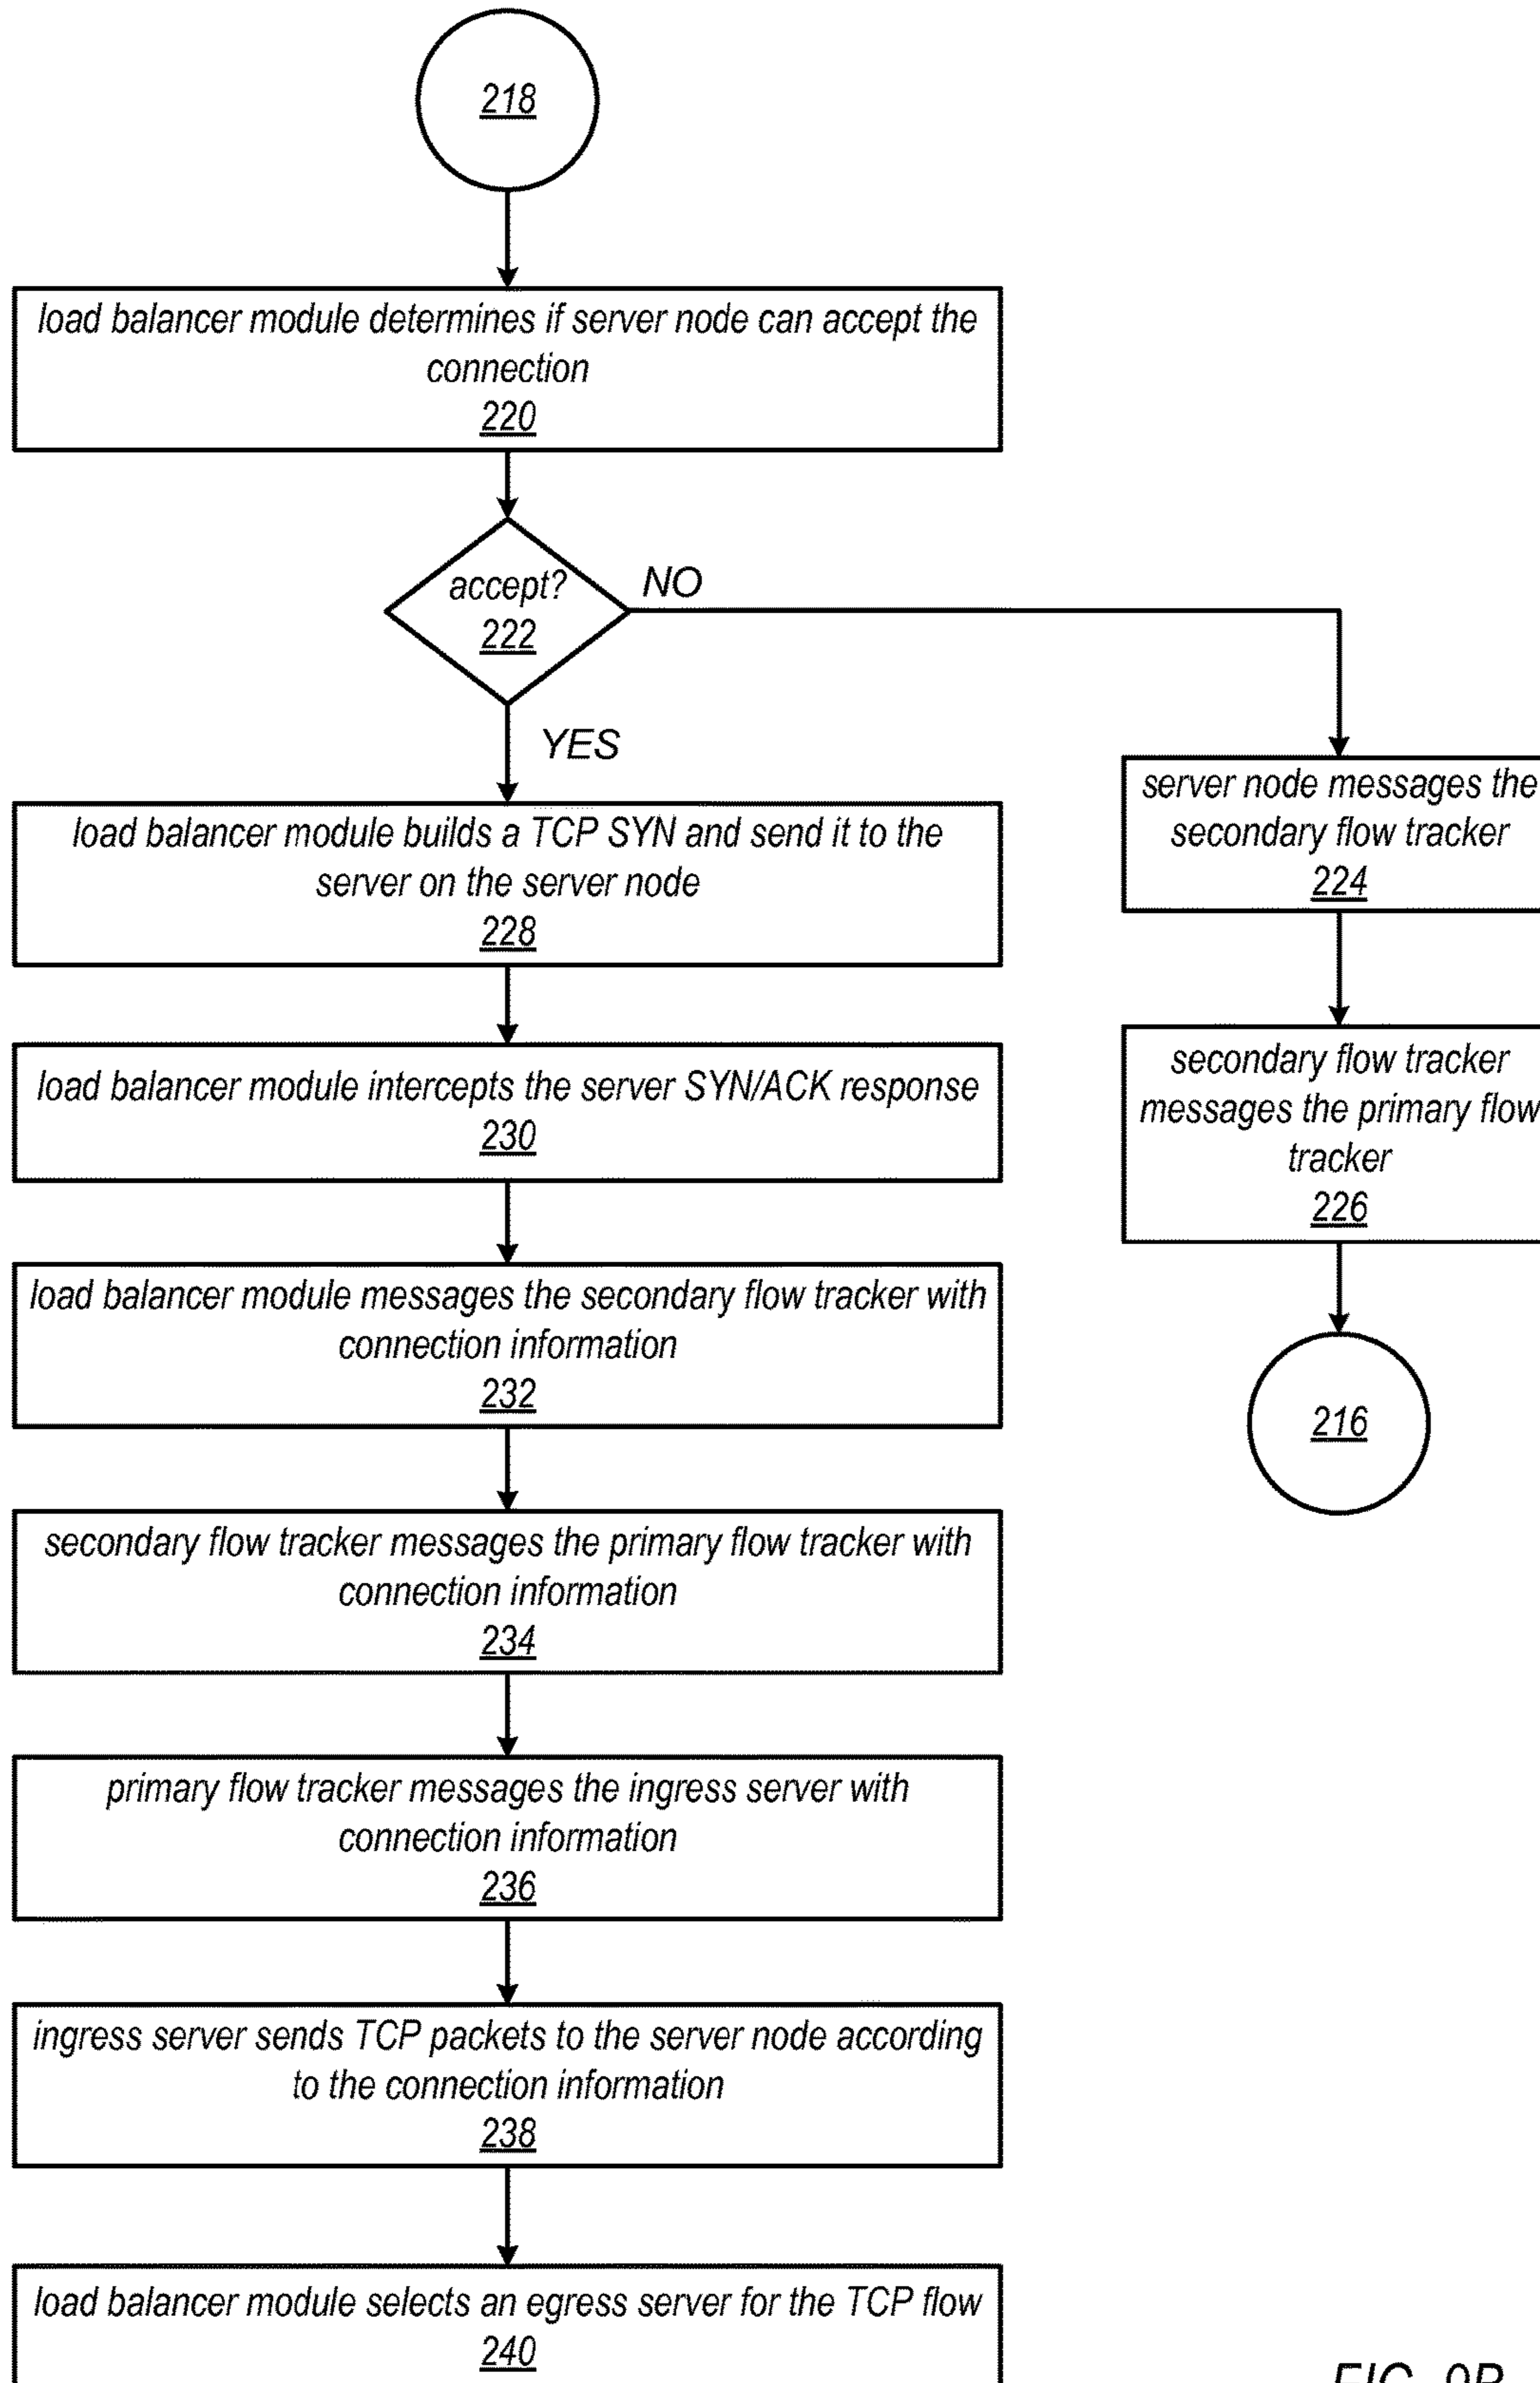 218
load balancer module determines if server node can accept the
connection
220
accept?
222
NO
YES
server node messages the
secondary flow tracker
224
secondary flow tracker
messages the primary flow
tracker
226
216
load balancer module builds a TCP SYN and send it to the
server on the server node
228
load balancer module intercepts the server SYN/ACK response
230
load balancer module messages the secondary flow tracker with
connection information
232
secondary flow tracker messages the primary flow tracker with
connection information
234
primary flow tracker messages the ingress server with
connection information
236
ingress server sends TCP packets to the server node according
to the connection information
238
load balancer module selects an egress server for the TCP flow
240
FIG. 9B